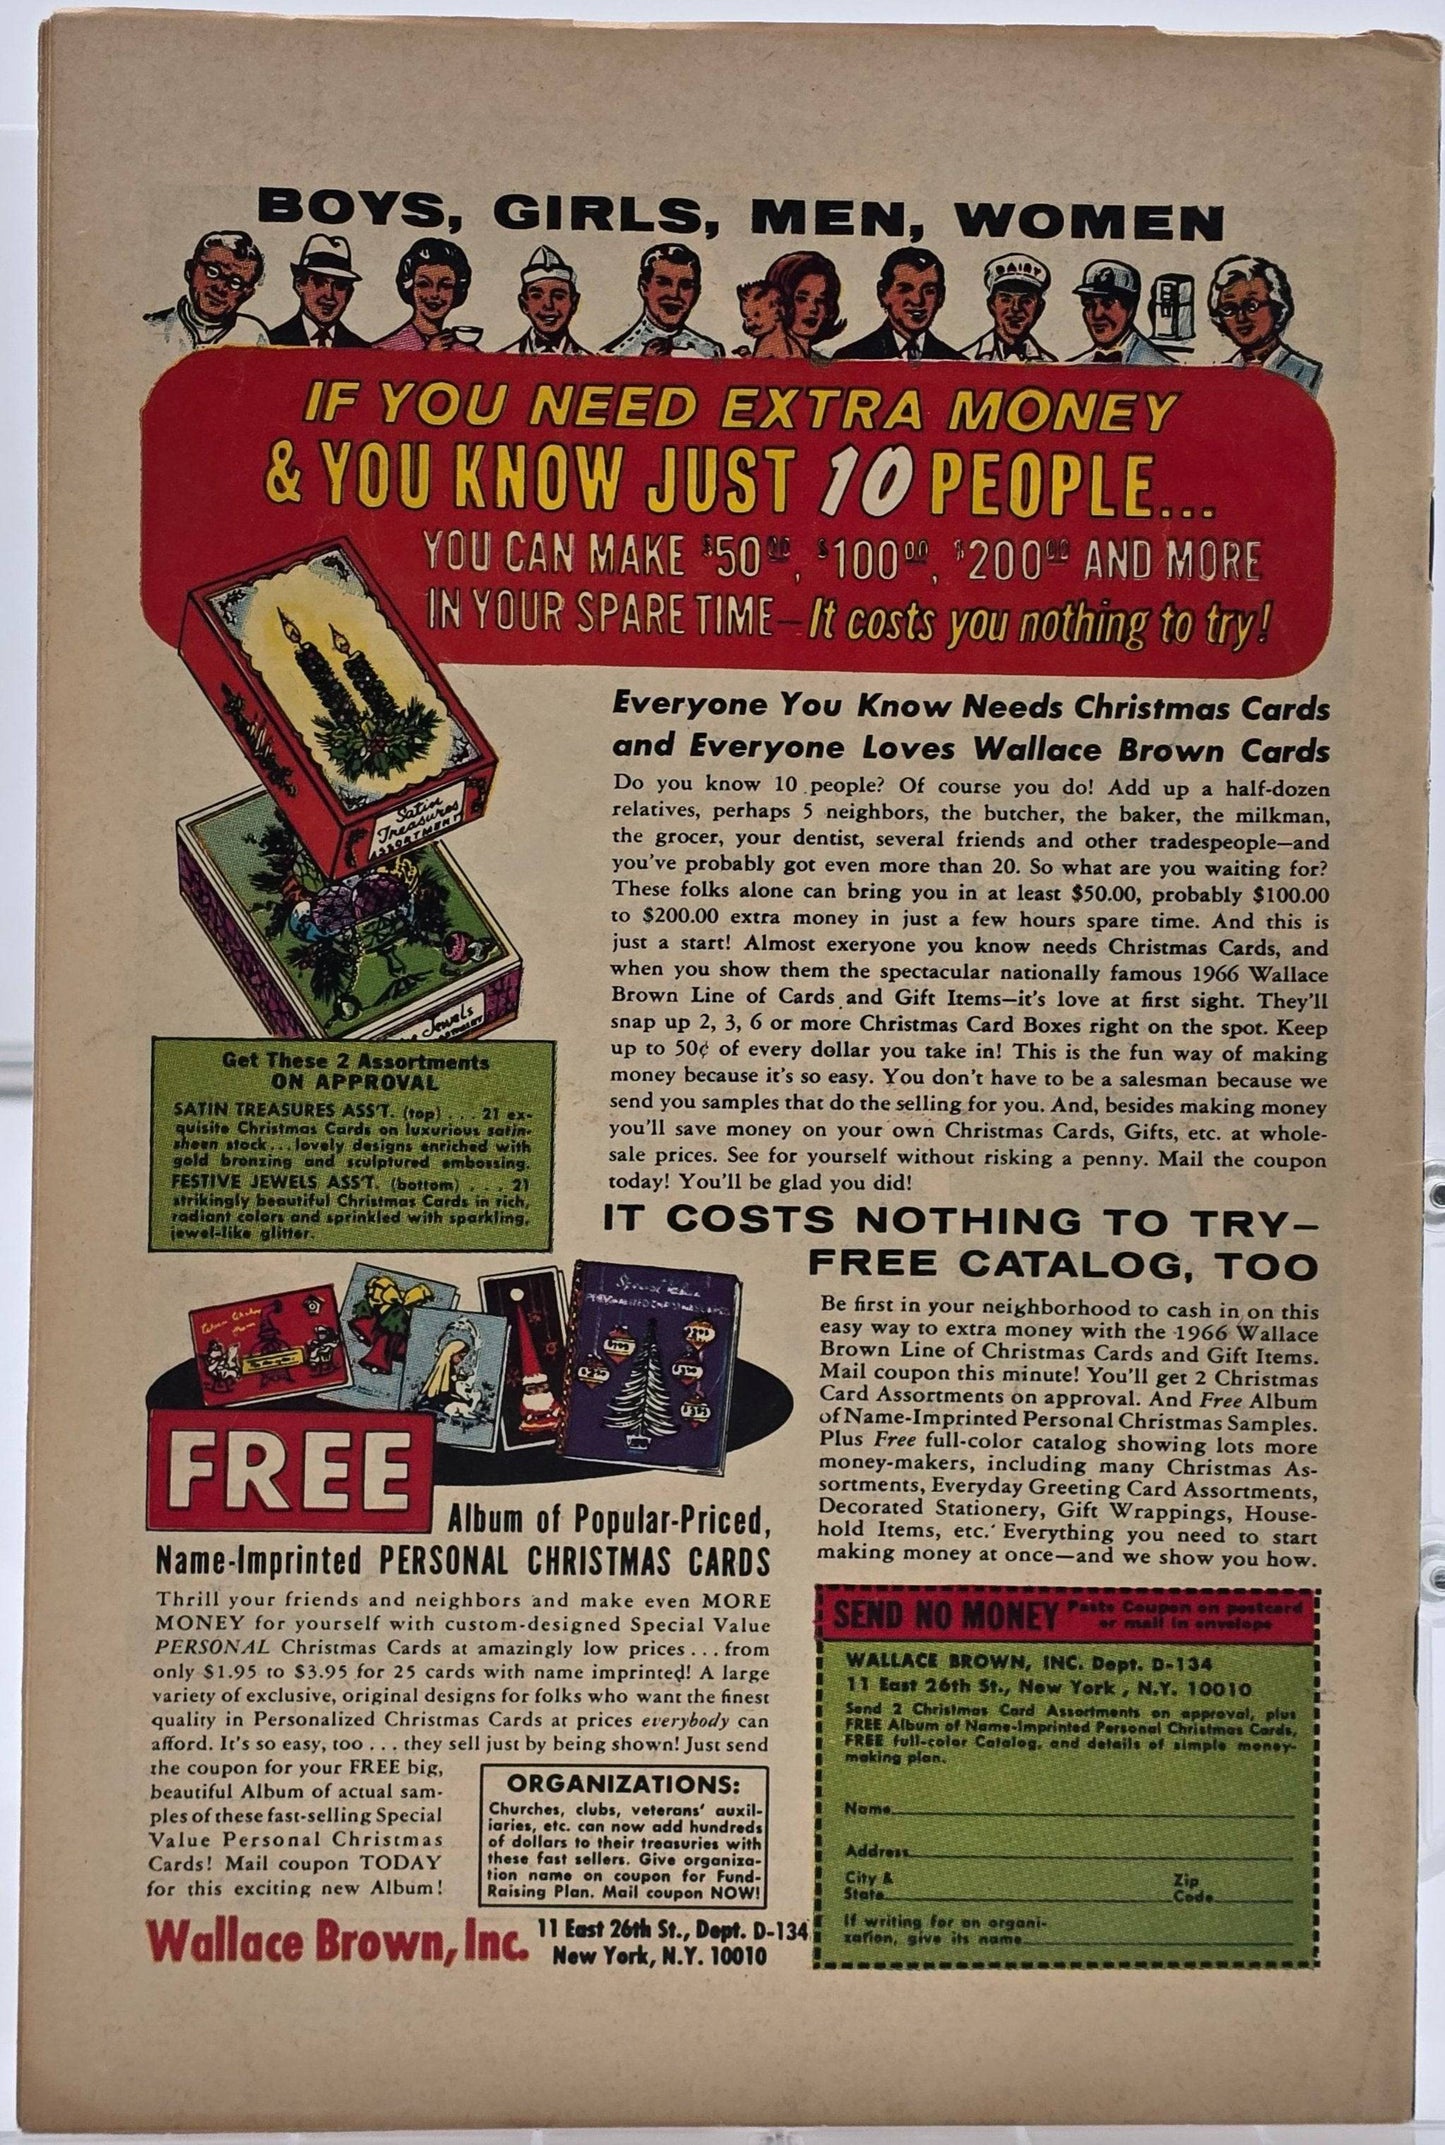 BOYS, GIRLS, MEN, WOMEN
DAIRY
IF YOU NEED EXTRA MONEY
& YOU KNOW JUST 10 PEOPLE...
YOU CAN MAKE $50.00, $100.00, $200.00 AND MORE
IN YOUR SPARE TIME—It costs you nothing to try!
Satin
Treasures
ASSORTMENT
Jewels
Everyone You Know Needs Christmas Cards
and Everyone Loves Wallace Brown Cards
Do you know 10 people? Of course you do! Add up a half-dozen
relatives, perhaps 5 neighbors, the butcher, the baker, the milkman,
the grocer, your dentist, several friends and other tradespeople—and
you've probably got even more than 20. So what are you waiting for?
These folks alone can bring you in at least $50.00, probably $100.00
to $200.00 extra money in just a few hours spare time. And this is
just a start! Almost exeryone you know needs Christmas Cards, and
when you show them the spectacular nationally famous 1966 Wallace
Brown Line of Cards and Gift Items—it's love at first sight. They'll
snap up 2, 3, 6 or more Christmas Card Boxes right on the spot. Keep
up to 50¢ of every dollar you take in! This is the fun way of making
money because it's so easy. You don't have to be a salesman because we
send you samples that do the selling for you. And, besides making money
you'll save money on your own Christmas Cards, Gifts, etc. at whole-
sale prices. See for yourself without risking a penny. Mail the coupon
today! You'll be glad you did!
Get These 2 Assortments
ON APPROVAL
SATIN TREASURES ASS'T. (top) . . . 21 ex-
quisite Christmas Cards on luxurious satin-
sheen stock...lovely designs enriched with
gold bronzing and sculptured embossing.
FESTIVE JEWELS ASS'T. (bottom) . . . 21
strikingly beautiful Christmas Cards in rich,
radiant colors and sprinkled with sparkling,
jewel-like glitter.
IT COSTS NOTHING TO TRY—
FREE CATALOG, TOO
Be first in your neighborhood to cash in on this
easy way to extra money with the 1966 Wallace
Brown Line of Christmas Cards and Gift Items.
Mail coupon this minute! You'll get 2 Christmas
Card Assortments on approval. And Free Album
of Name-Imprinted Personal Christmas Samples.
Plus Free full-color catalog showing lots more
money-makers, including many Christmas As-
sortments, Everyday Greeting Card Assortments,
Decorated Stationery, Gift Wrappings, House-
hold Items, etc. Everything you need to start
making money at once—and we show you how.
FREE
Album of Popular-Priced,
Name-Imprinted PERSONAL CHRISTMAS CARDS
Thrill your friends and neighbors and make even MORE
MONEY for yourself with custom-designed Special Value
PERSONAL Christmas Cards at amazingly low prices...from
only $1.95 to $3.95 for 25 cards with name imprinted! A large
variety of exclusive, original designs for folks who want the finest
quality in Personalized Christmas Cards at prices everybody can
afford. It's so easy, too . . . they sell just by being shown! Just send
the coupon for your FREE big,
beautiful Album of actual sam-
ples of these fast-selling Special
Value Personal Christmas
Cards! Mail coupon TODAY
for this exciting new Album!
ORGANIZATIONS:
Churches, clubs, veterans' auxil-
iaries, etc. can now add hundreds
of dollars to their treasuries with
these fast sellers. Give organiza-
tion name on coupon for Fund-
Raising Plan. Mail coupon NOW!
Wallace Brown, Inc.
11 East 26th St., Dept. D-134
New York, N.Y. 10010
SEND NO MONEY Paste Coupon on postcard
or mail in envelope
WALLACE BROWN, INC. Dept. D-134
11 East 26th St., New York, N.Y. 10010
Send 2 Christmas Card Assortments on approval, plus
FREE Album of Name-Imprinted Personal Christmas Cards,
FREE full-color Catalog, and details of simple money-
making plan.
Name
Address
City &
State
Zip
Code
If writing for an organi-
zation, give its name